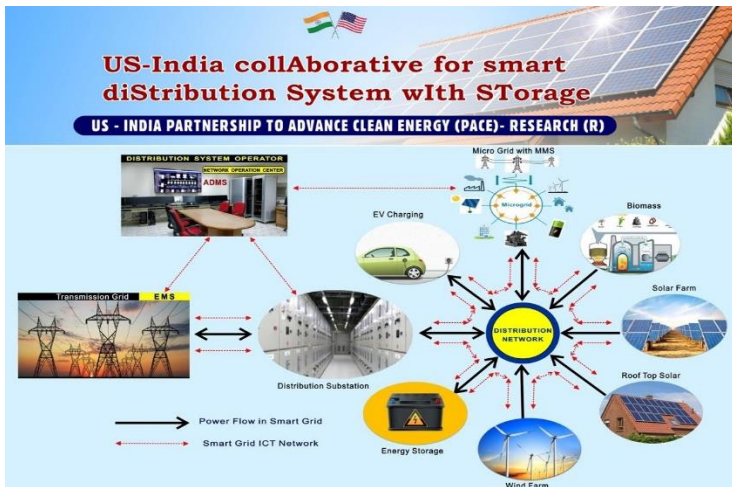 US-India collAborative for smart
diStribution System wIth STorage
US - INDIA PARTNERSHIP TO ADVANCE CLEAN ENERGY (PACE)- RESEARCH (R)
DISTRIBUTION SYSTEM OPERATOR
NETWORK OPERATION CENTER
ADMS
Micro Grid with MMS
Microgrid
EV Charging
Biomass
Transmission Grid
EMS
Solar Farm
DISTRIBUTION
NETWORK
Distribution Substation
Roof Top Solar
Power Flow in Smart Grid
Smart Grid ICT Network
Energy Storage
Wind Farm